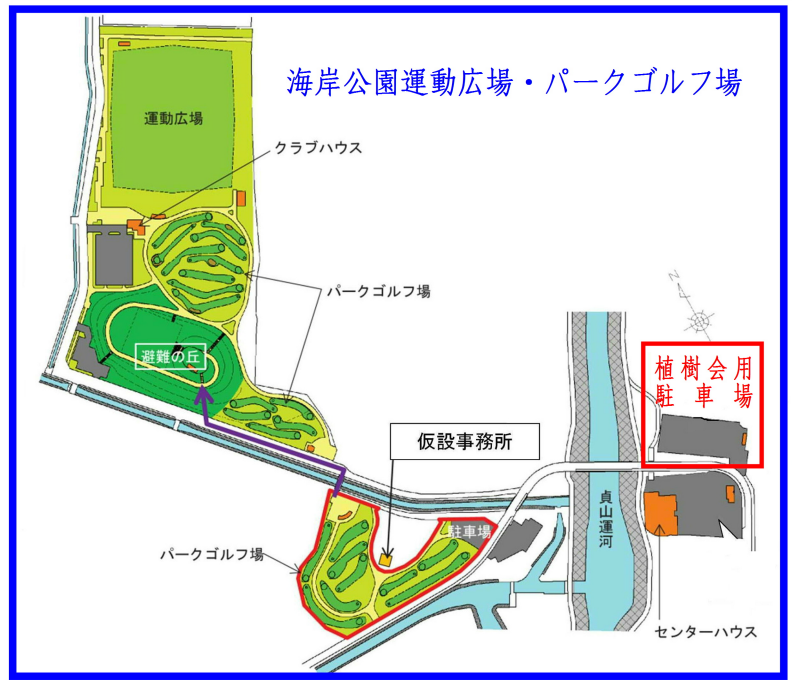 海岸公園運動広場・パークゴルフ場
運動広場
クラブハウス
パークゴルフ場
N
避難の丘
植樹会用
駐車場
仮設事務所
貞山運河
駐車場
パークゴルフ場
センターハウス